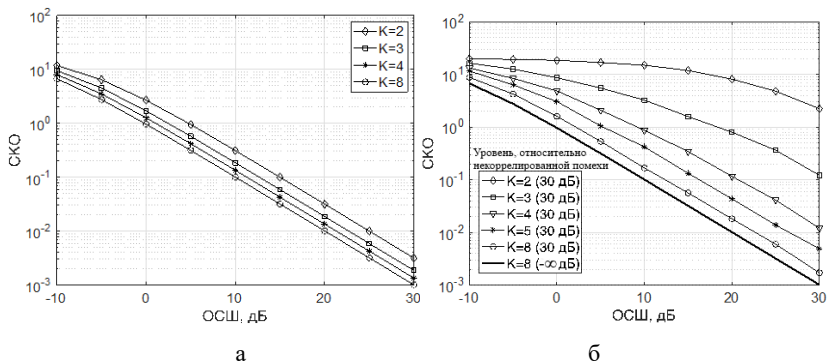 10²
10¹
10⁰
10⁻¹
10⁻²
10⁻³
СКО
-10
0
10
20
30
ОСШ, дБ
K=2
K=3
K=4
K=8
а
10²
10¹
10⁰
10⁻¹
10⁻²
10⁻³
СКО
Уровень, относительно
некоррелированной помехи
K=2 (30 дБ)
K=3 (30 дБ)
K=4 (30 дБ)
K=5 (30 дБ)
K=8 (30 дБ)
K=8 (-∞ дБ)
-10
0
10
20
30
ОСШ, дБ
б